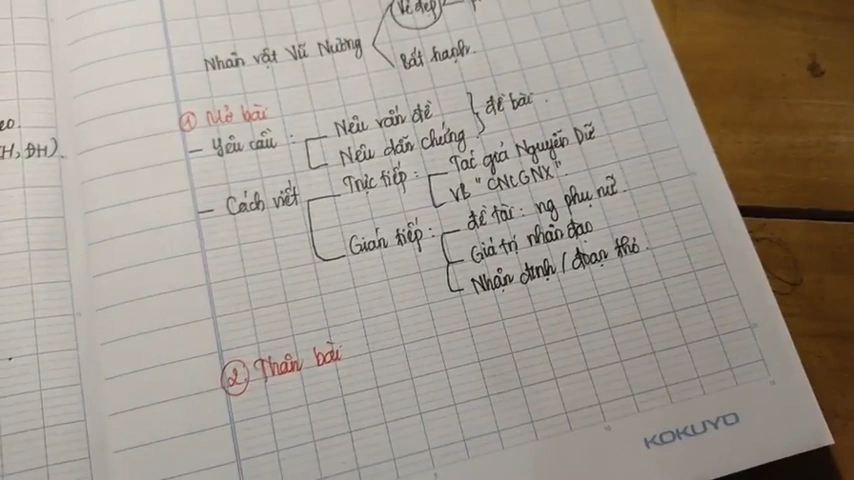 Vẻ đẹp
Nhân vật Vũ Nương
Bất hạnh.
eo.
H, ĐH).
① Mở bài
- Yêu cầu :
Nêu vấn đề
Nêu dẫn chứng
đề bài.
- Cách viết
Trực tiếp :
Tác giả Nguyễn Dữ
VB "CNCGNX".
Gián tiếp :
đề tài : ng phụ nữ.
Giá trị nhân đạo
Nhận định / đoạn thơ.
② Thân bài
KOKUYO